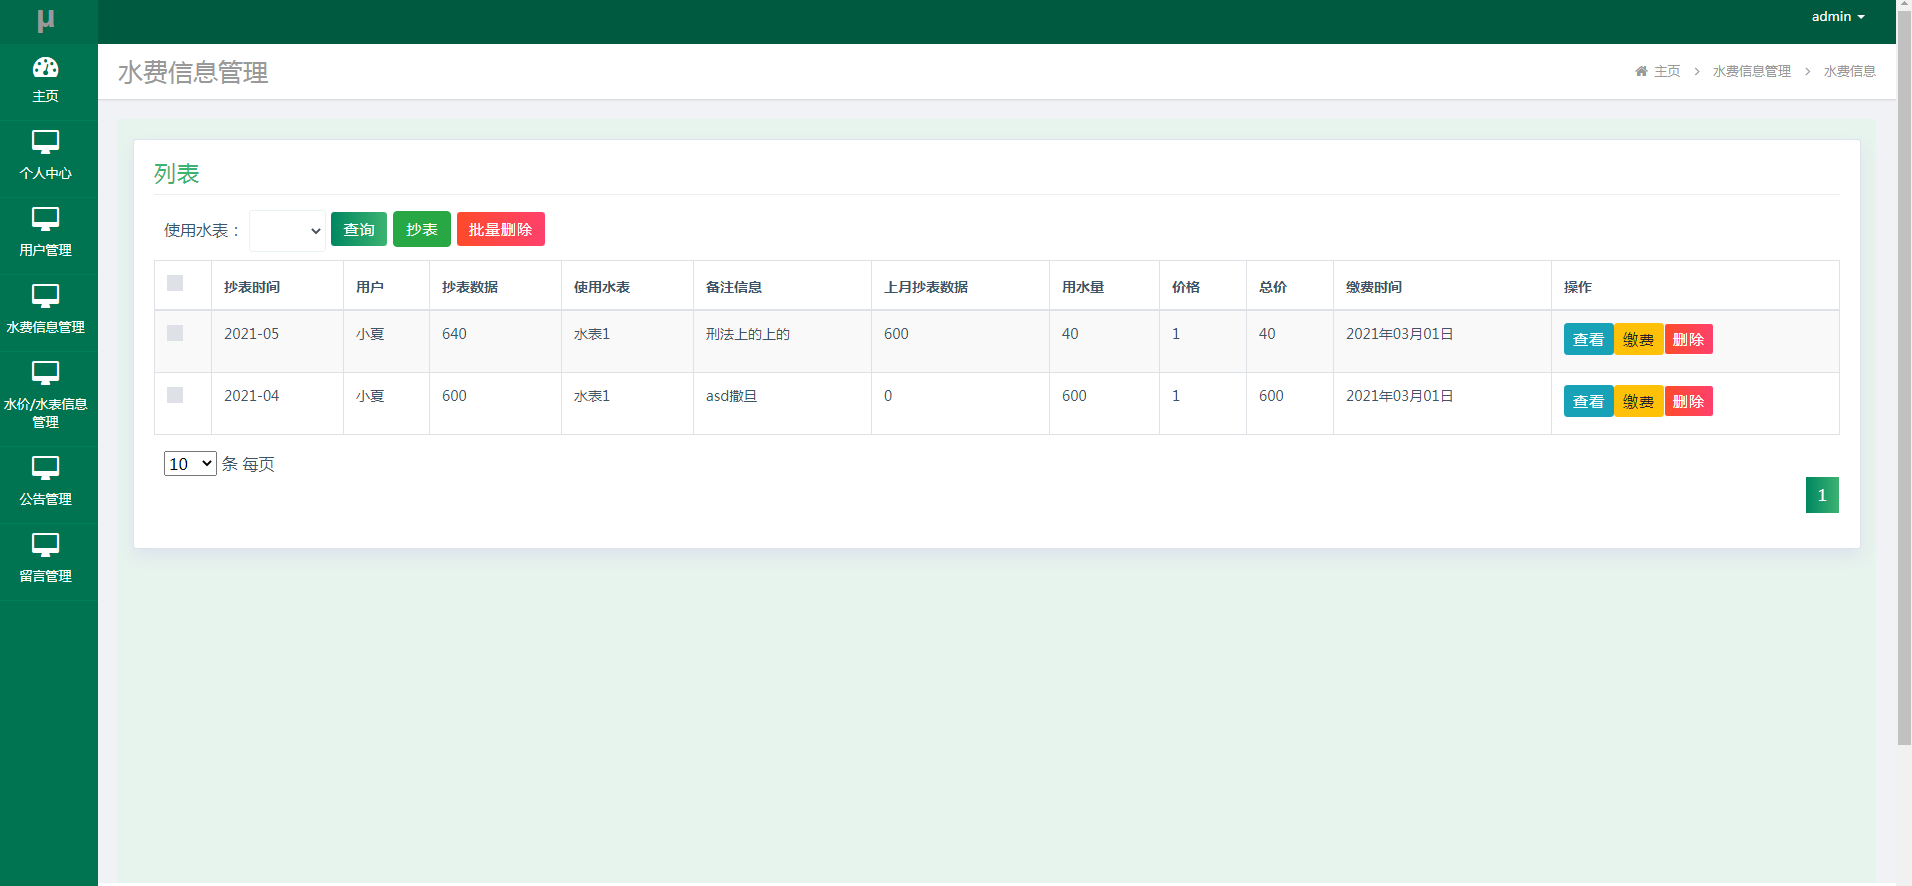 μ
admin
主页
个人中心
用户管理
水费信息管理
水价/水表信息
管理
公告管理
留言管理
水费信息管理
主页 > 水费信息管理 > 水费信息
列表
使用水表： 查询 抄表 批量删除
抄表时间 用户 抄表数据 使用水表 备注信息 上月抄表数据 用水量 价格 总价 缴费时间 操作
2021-05 小夏 640 水表1 刑法上的上的 600 40 1 40 2021年03月01日 查看 缴费 删除
2021-04 小夏 600 水表1 asd撒旦 0 600 1 600 2021年03月01日 查看 缴费 删除
10 条 每页
1